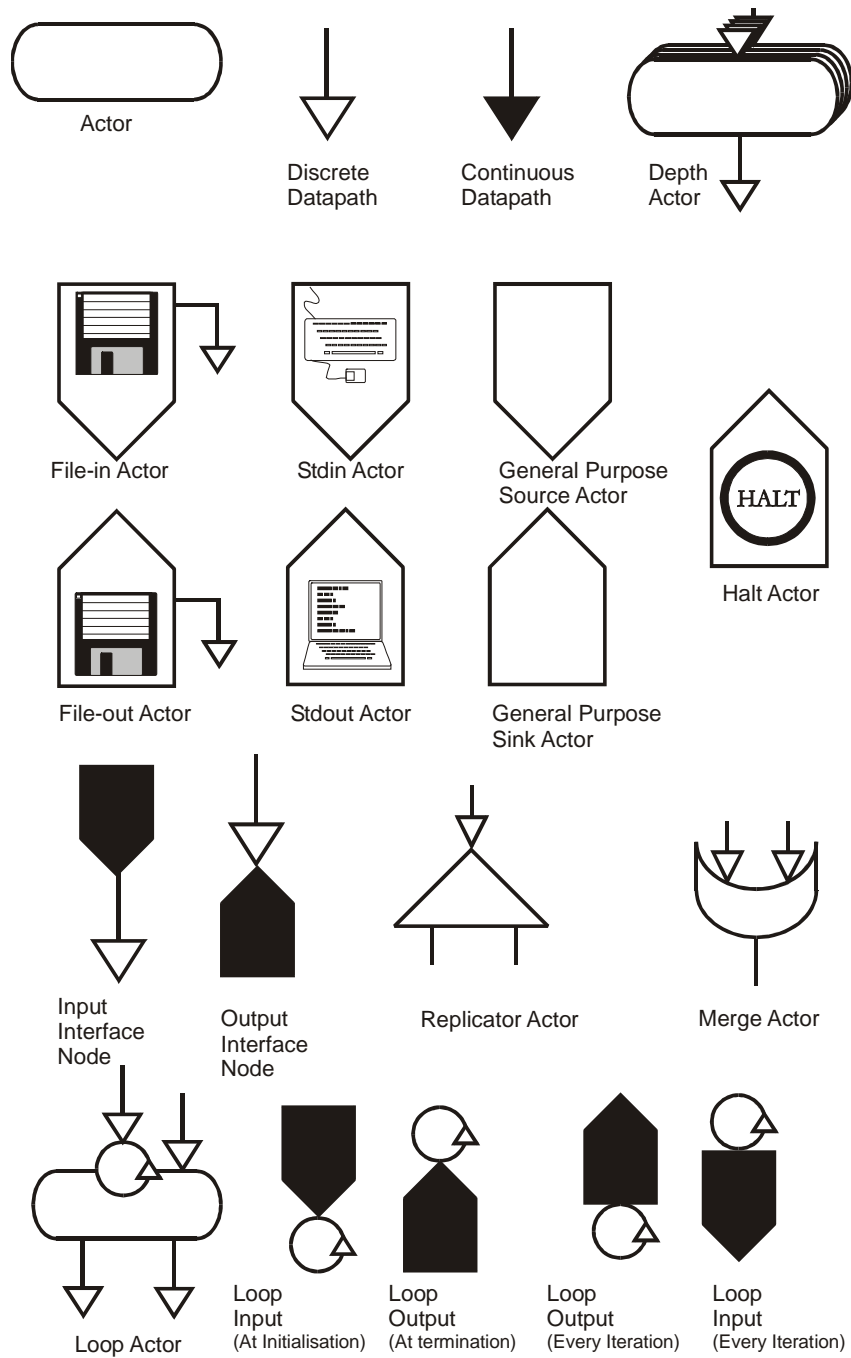 Actor
Discrete
Datapath
Continuous
Datapath
Depth
Actor
File-in Actor
Stdin Actor
General Purpose
Source Actor
HALT
Halt Actor
File-out Actor
Stdout Actor
General Purpose
Sink Actor
Input
Interface
Node
Output
Interface
Node
Replicator Actor
Merge Actor
Loop Actor
Loop
Input
(At Initialisation)
Loop
Output
(At termination)
Loop
Output
(Every Iteration)
Loop
Input
(Every Iteration)